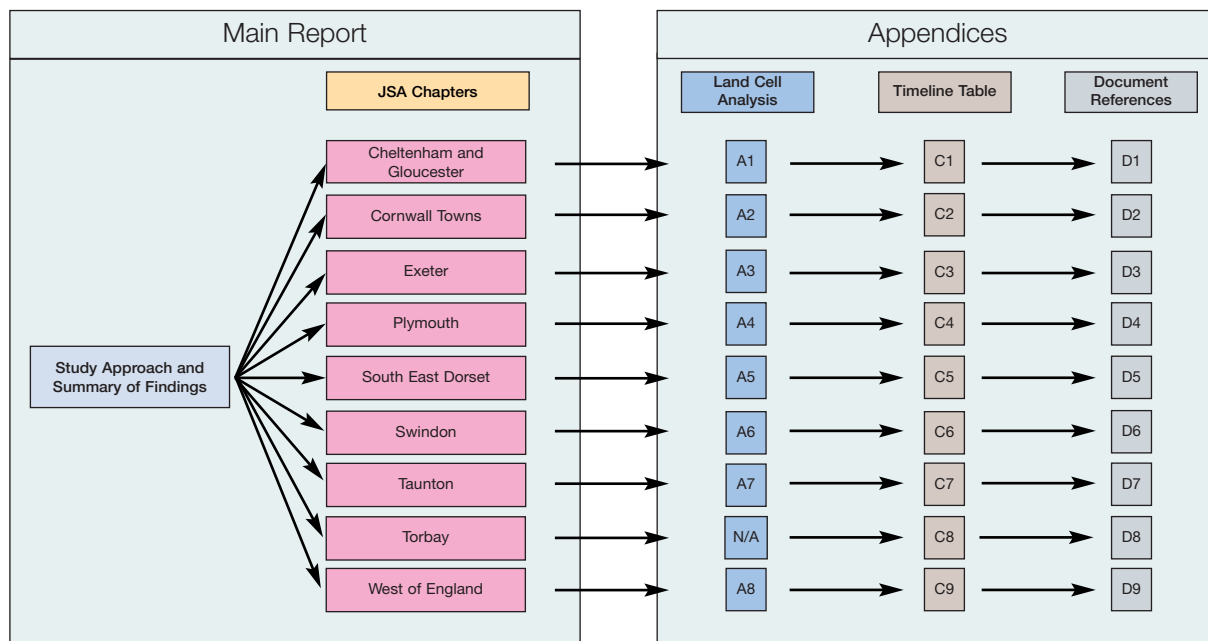 Main Report
Appendices
JSA Chapters
Land Cell
Analysis
Timeline Table
Document
References
Study Approach and
Summary of Findings
Cheltenham and
Gloucester
A1
C1
D1
Cornwall Towns
A2
C2
D2
Exeter
A3
C3
D3
Plymouth
A4
C4
D4
South East Dorset
A5
C5
D5
Swindon
A6
C6
D6
Taunton
A7
C7
D7
Torbay
N/A
C8
D8
West of England
A8
C9
D9